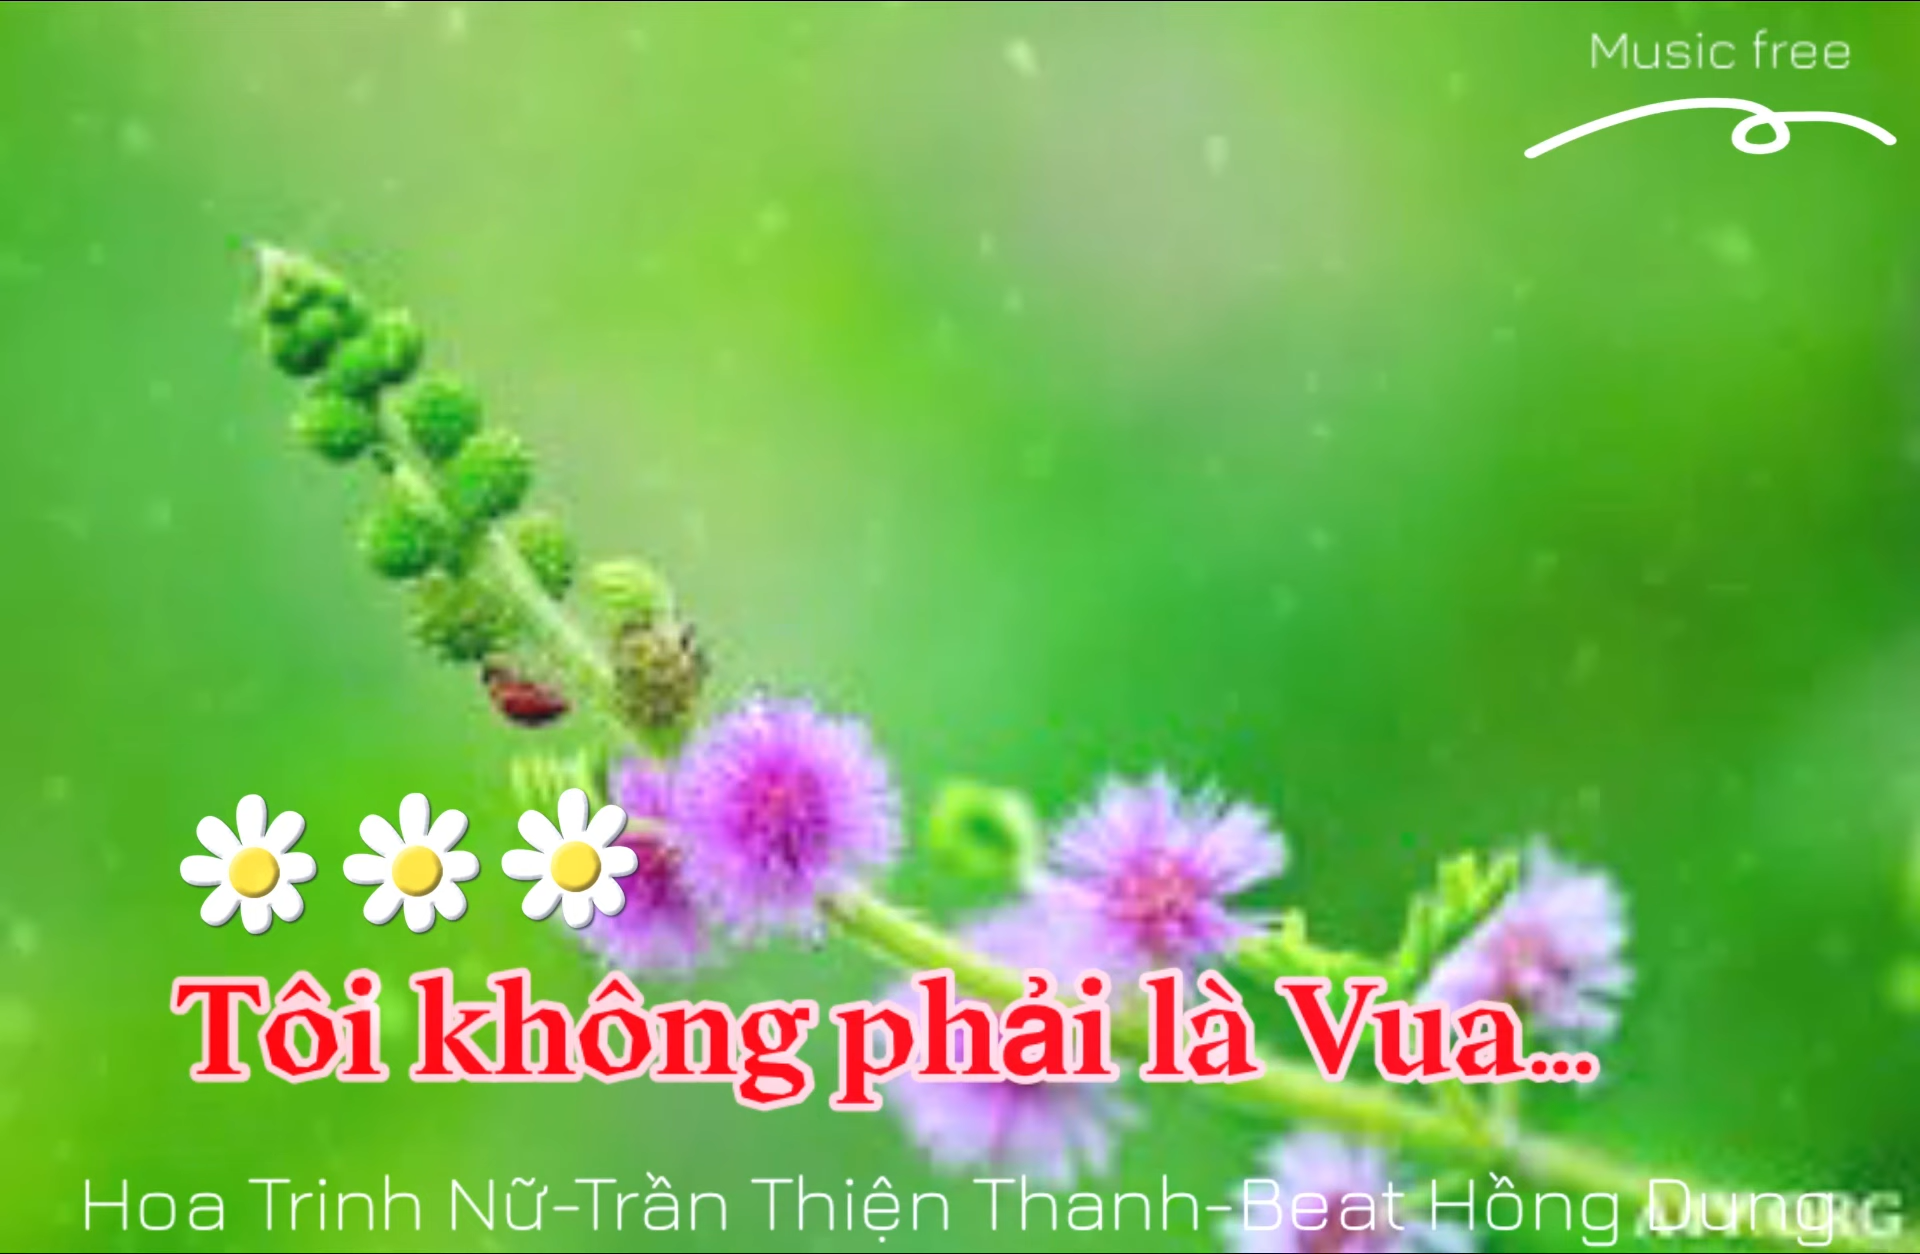 Music free
Tôi không phải là Vua...
Hoa Trinh Nữ-Trần Thiện Thanh-Beat Hồng Dung